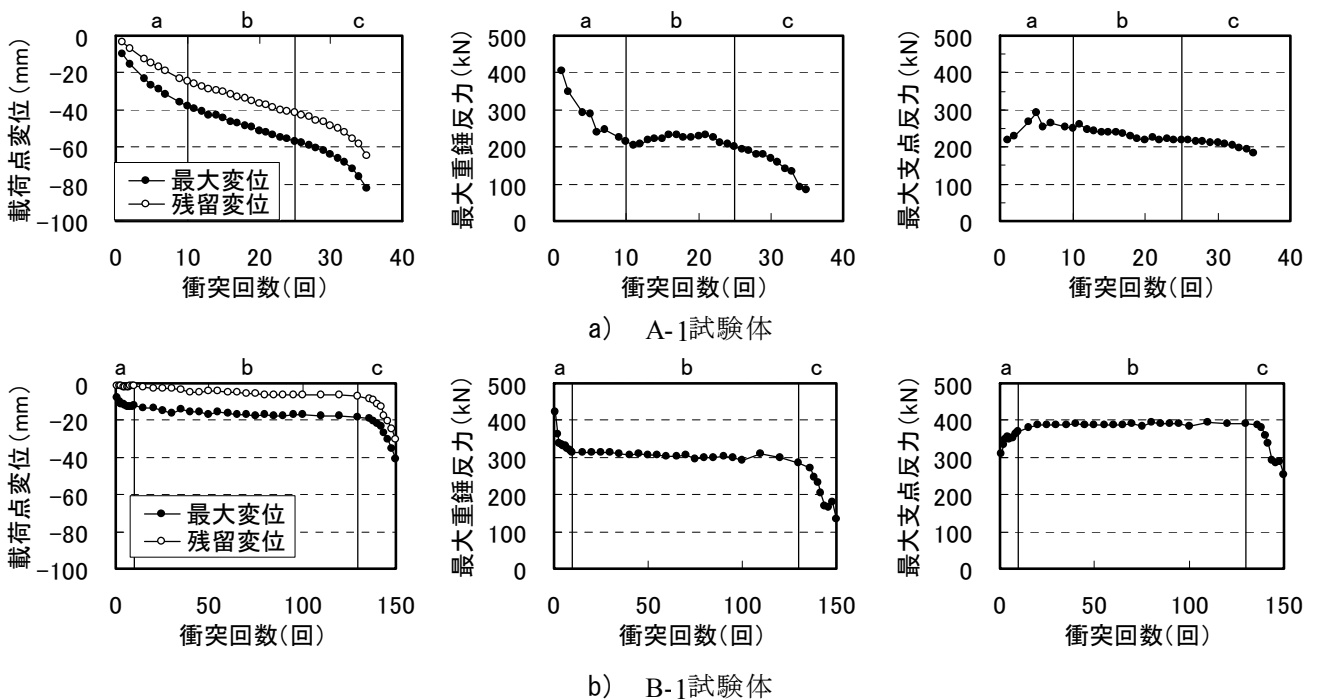 a b c
載荷点変位(mm)
0
-20
-40
-60
-80
-100
最大変位
残留変位
0 10 20 30 40
衝突回数(回)
a b c
最大重錘反力(kN)
500
400
300
200
100
0
0 10 20 30 40
衝突回数(回)
a b c
最大支点反力(kN)
500
400
300
200
100
0
0 10 20 30 40
衝突回数(回)
a) A-1試験体
a b c
載荷点変位(mm)
0
-20
-40
-60
-80
-100
最大変位
残留変位
0 50 100 150
衝突回数(回)
a b c
最大重錘反力(kN)
500
400
300
200
100
0
0 50 100 150
衝突回数(回)
a b c
最大支点反力(kN)
500
400
300
200
100
0
0 50 100 150
衝突回数(回)
b) B-1試験体